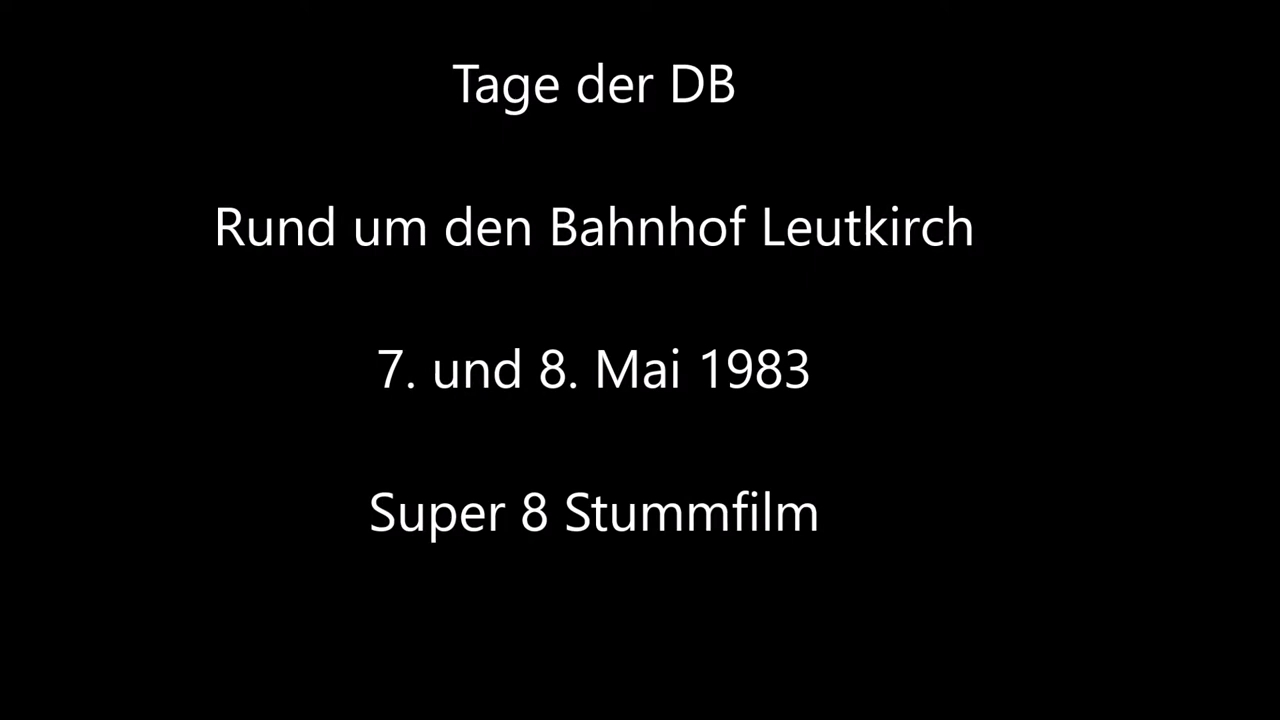 Tage der DB
Rund um den Bahnhof Leutkirch
7. und 8. Mai 1983
Super 8 Stummfilm